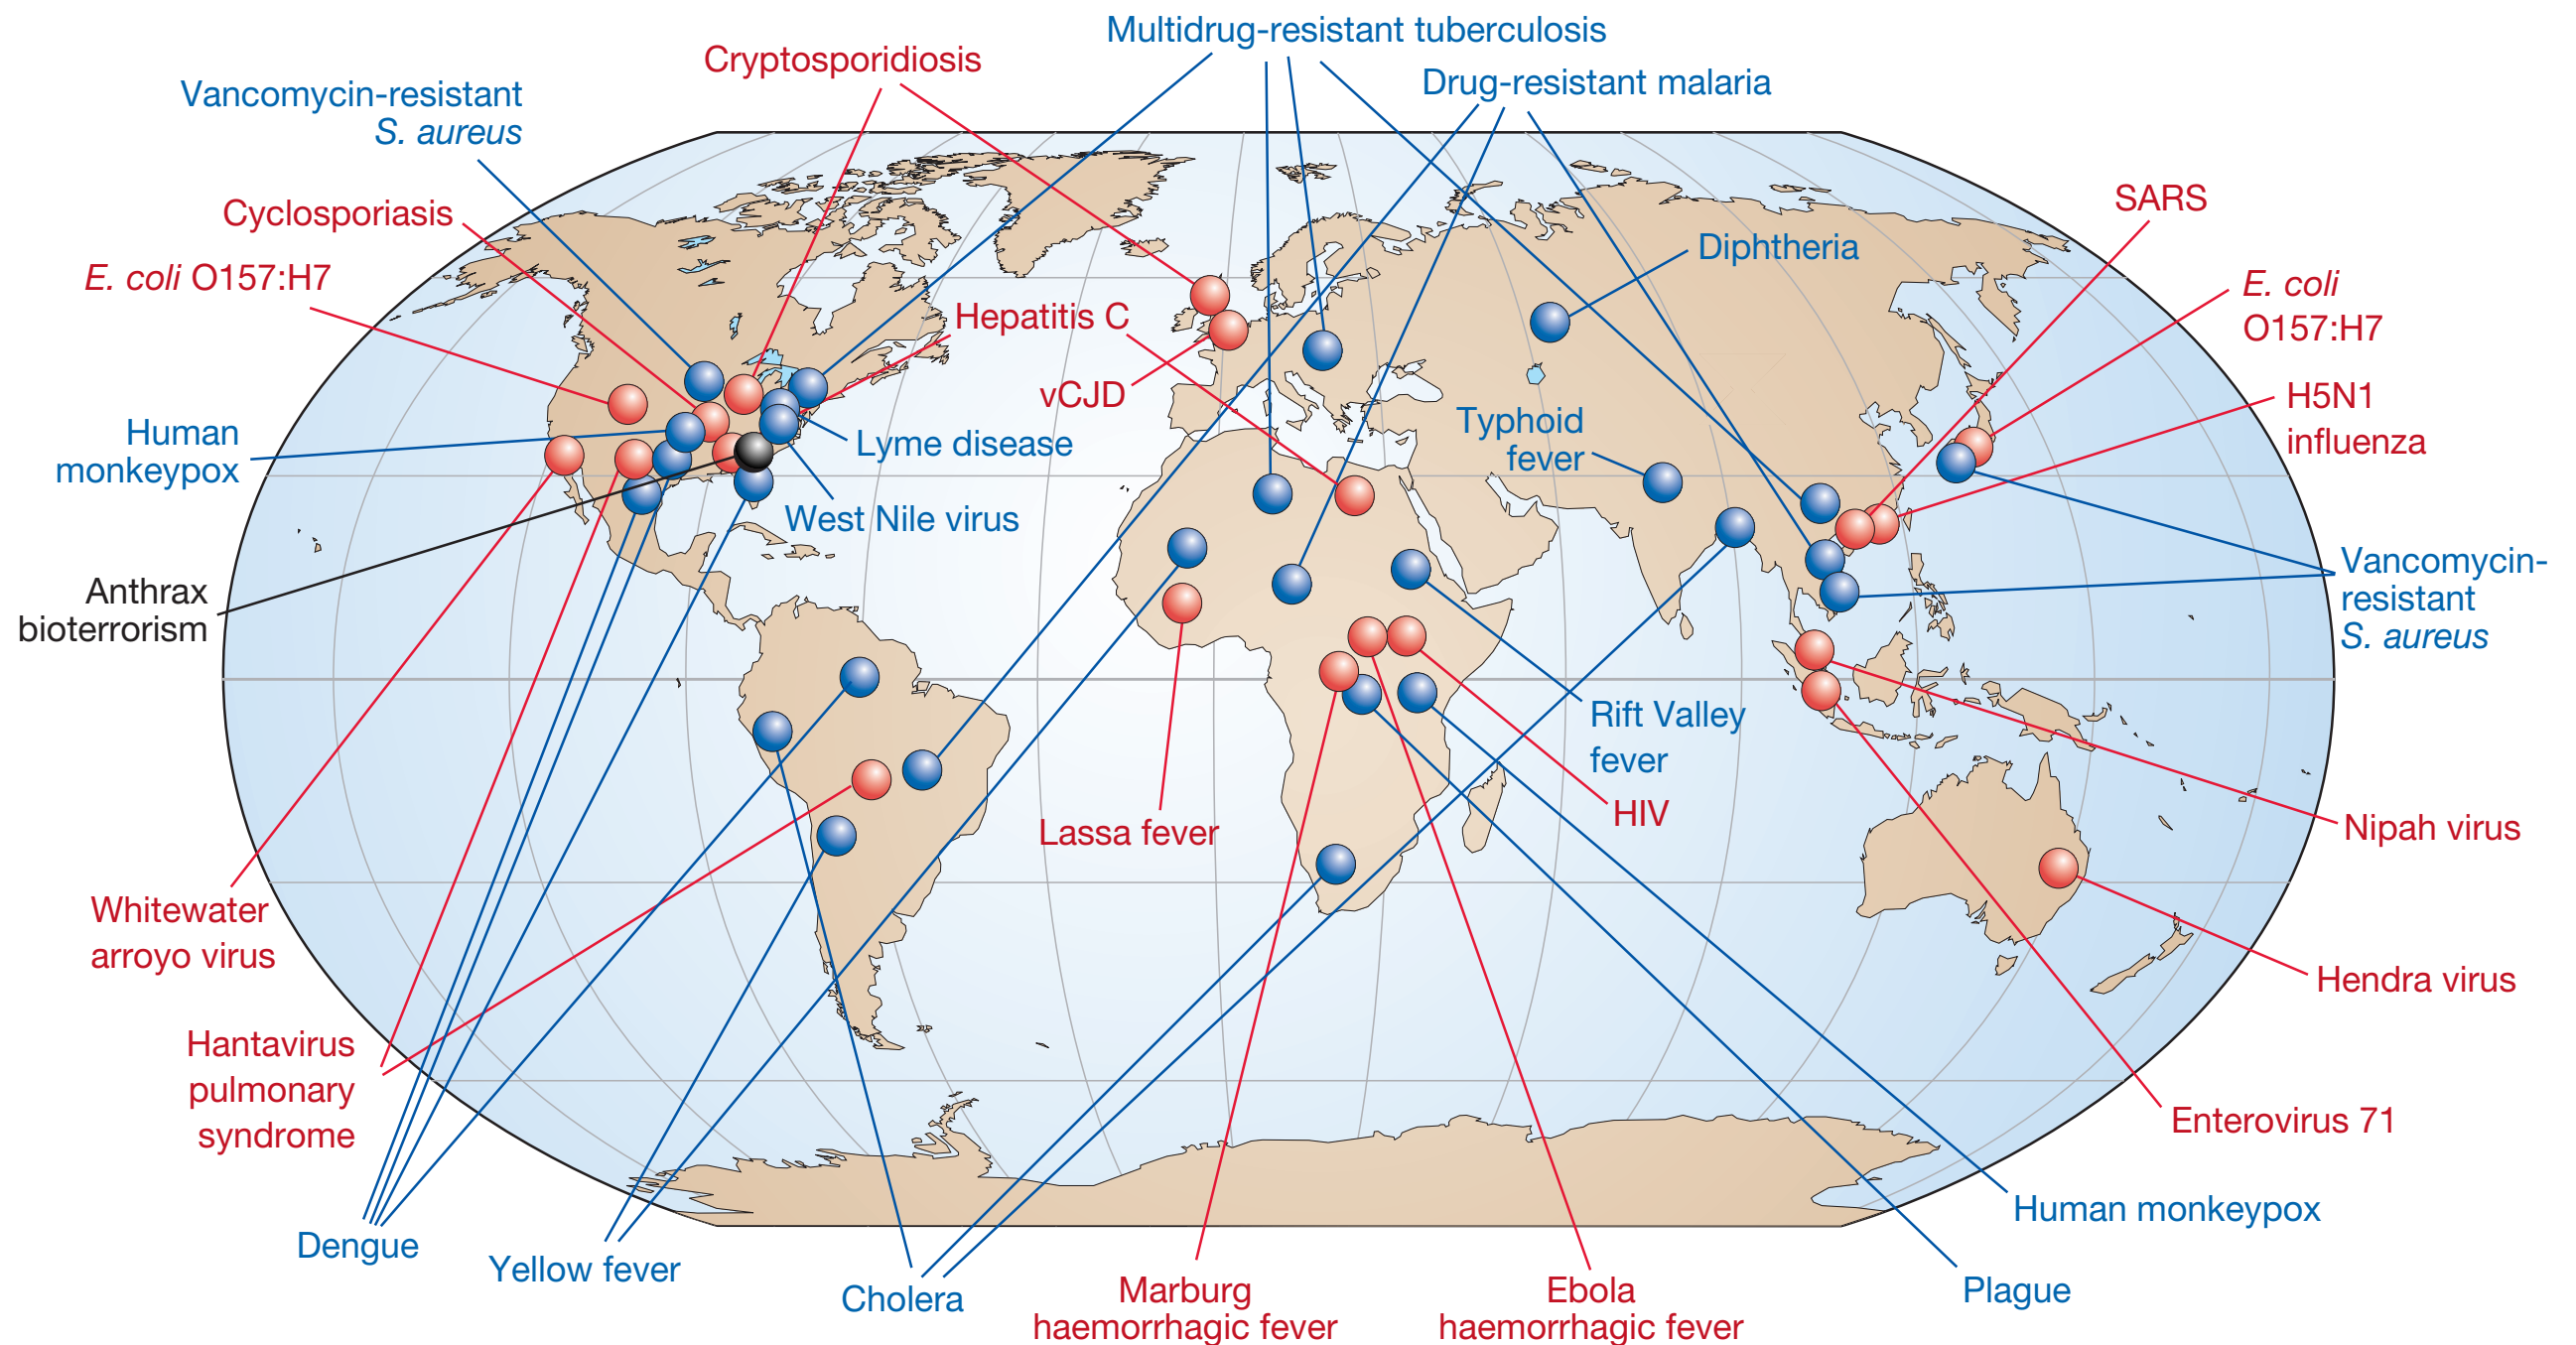 Multidrug-resistant tuberculosis
Cryptosporidiosis
Drug-resistant malaria
Vancomycin-resistant
S. aureus
Cyclosporiasis
SARS
Diphtheria
E. coli O157:H7
E. coli
O157:H7
Hepatitis C
vCJD
H5N1
influenza
Typhoid
fever
Human
monkeypox
Lyme disease
West Nile virus
Anthrax
bioterrorism
Vancomycin-
resistant
S. aureus
Rift Valley
fever
HIV
Lassa fever
Nipah virus
Whitewater
arroyo virus
Hendra virus
Hantavirus
pulmonary
syndrome
Enterovirus 71
Human monkeypox
Dengue
Yellow fever
Cholera
Marburg
haemorrhagic fever
Ebola
haemorrhagic fever
Plague